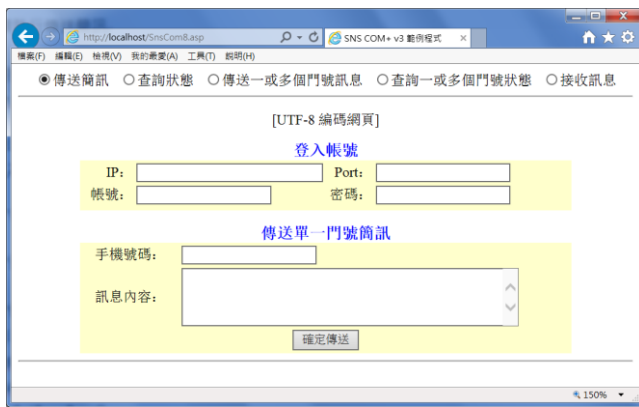 http://localhost/SnsCom8.asp
SNS COM+ v3 範例程式
檔案(F) 編輯(E) 檢視(V) 我的最愛(A) 工具(T) 說明(H)
傳送簡訊 查詢狀態 傳送一或多個門號訊息 查詢一或多個門號狀態 接收訊息
[UTF-8 編碼網頁]
登入帳號
IP: Port:
帳號: 密碼:
傳送單一門號簡訊
手機號碼:
訊息內容:
確定傳送
150%